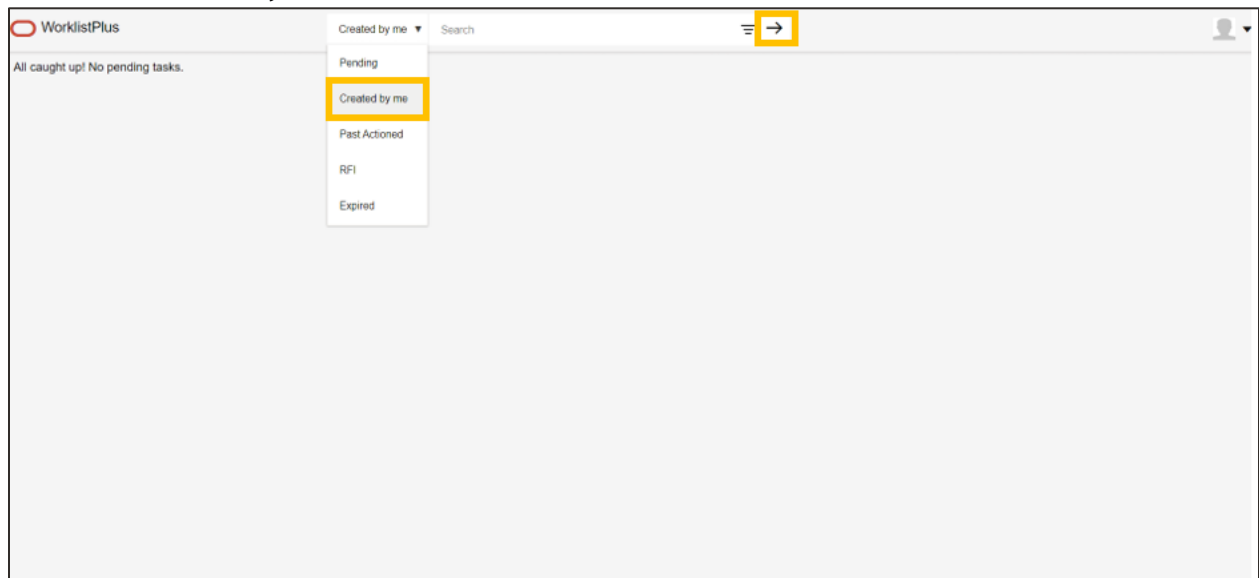 WorklistPlus
Created by me
Search
All caught up! No pending tasks.
Pending
Created by me
Past Actioned
RFI
Expired